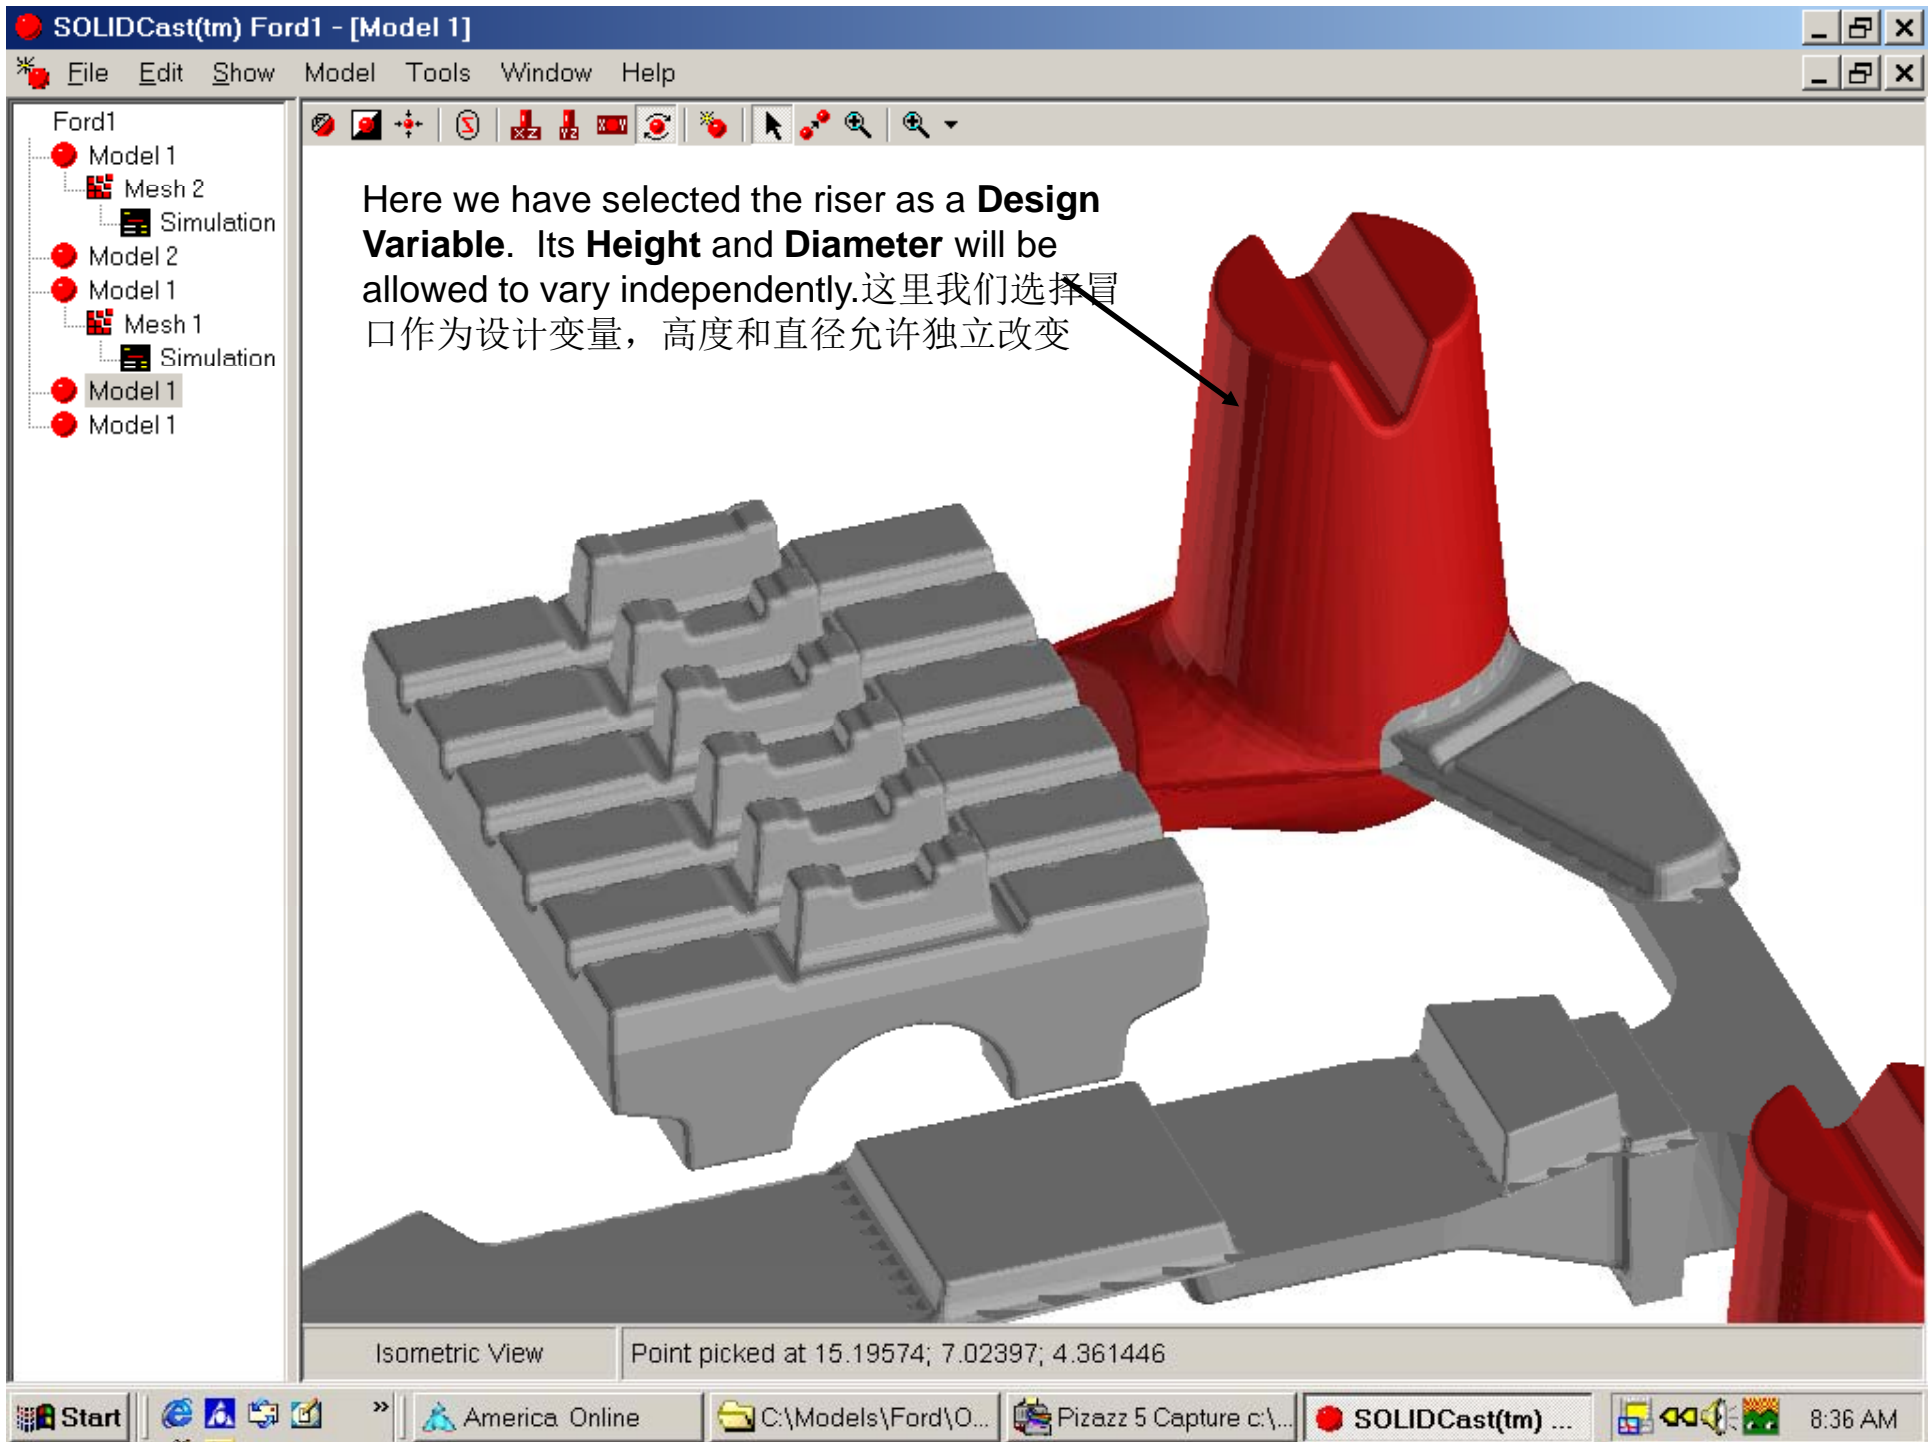 SOLIDCast(tm) Ford1 - [Model 1]
File Edit Show Model Tools Window Help
Ford1
Model 1
Mesh 2
Simulation
Model 2
Model 1
Mesh 1
Simulation
Model 1
Model 1
XZ YZ X Y
Here we have selected the riser as a Design
Variable. Its Height and Diameter will be
allowed to vary independently.这里我们选择冒
口作为设计变量，高度和直径允许独立改变
Isometric View
Point picked at 15.19574; 7.02397; 4.361446
Start
America Online
C:\Models\Ford\O...
Pizazz 5 Capture c:\...
SOLIDCast(tm) ...
8:36 AM